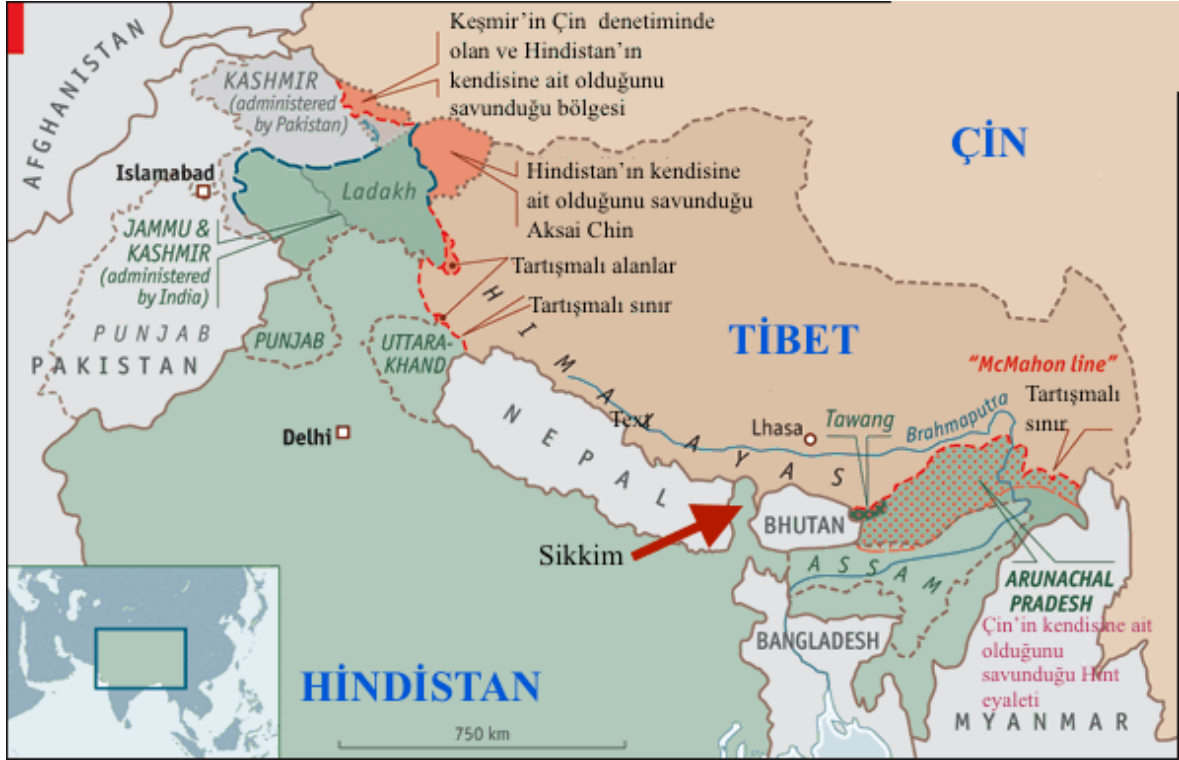 AFGHANISTAN
KASHMIR
(administered
by Pakistan)
Keşmir’in Çin denetiminde
olan ve Hindistan’ın
kendisine ait olduğunu
savunduğu bölgesi
ÇİN
Islamabad
Ladakh
Hindistan’ın kendisine
ait olduğunu savunduğu
Aksai Chin
JAMMU &
KASHMIR
(administered
by India)
Tartışmalı alanlar
Tartışmalı sınır
PUNJAB
PAKISTAN
PUNJAB
UTTARA-
KHAND
HIMALAYAS
TİBET
“McMahon line”
Tartışmalı
sınır
Delhi
NEPAL
Text
Lhasa
Tawang
Brahmaputra
BHUTAN
Sikkim
ASSAM
ARUNACHAL
PRADESH
Çin’in kendisine ait
olduğunu
savunduğu Hint
eyaleti
BANGLADESH
HİNDİSTAN
MYANMAR
750 km